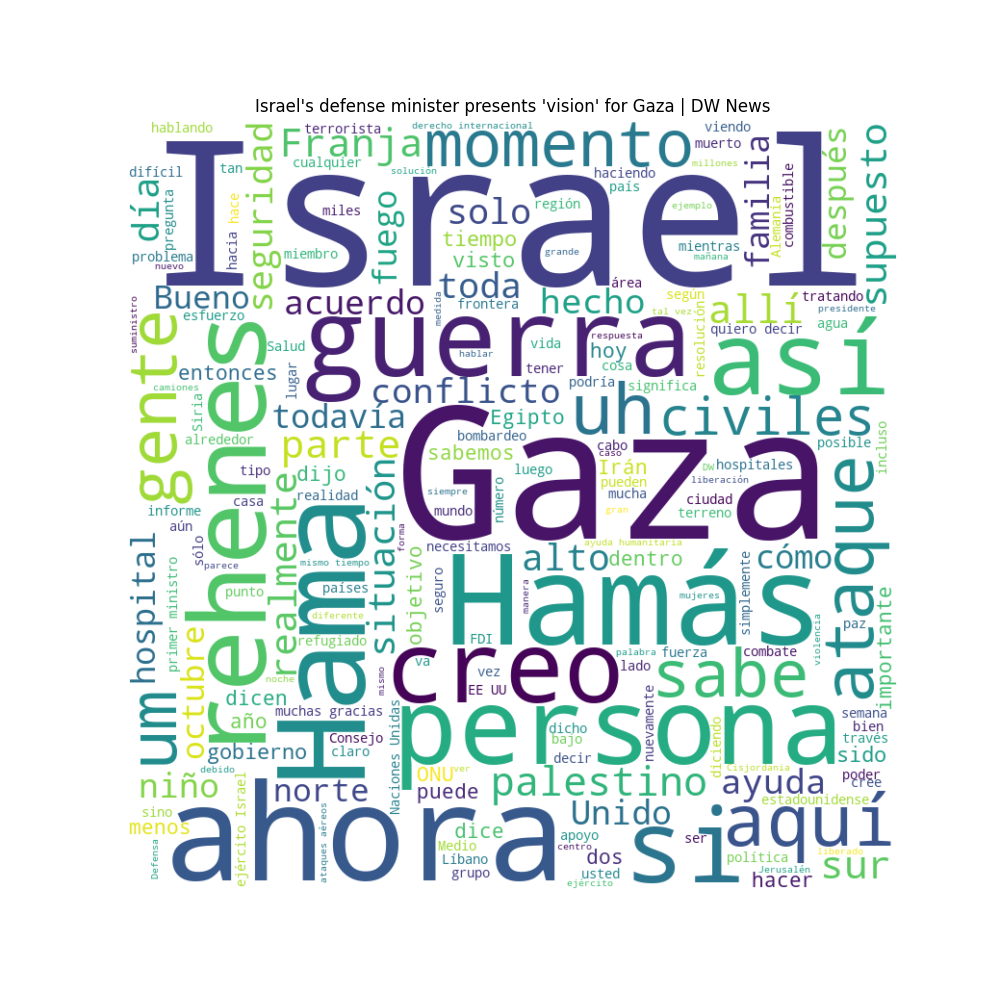 Israel's defense minister presents 'vision' for Gaza | DW News
hablando
terrorista
derecho internacional
viendo
difícil
tan
seguridad
Franja
momento
muerto
cualquier
solución
haciendo
millones
familia
combustible
después
supuesto
Israel
día
pregunta
hacia
hace
miles
fuego
solo
región
país
ejemplo
Alemania
problema
nuevo
miembro
tiempo
visto
grande
mientras
mañana
Bueno
esfuerzo
suministro
acuerdo
toda
frontera
medida
hecho
área
según
tal vez
allí
tratando
presidente
quiero decir
agua
gente
rehenes
Salud
guerra
respuesta
hablar
vida
hoy
cosa
resolución
así
entonces
lugar
tener
podría
significa
camiones
Siria
conflicto
uh
civiles
todavía
Egipto
alrededor
parte
bombardeo
cabo
caso
posible
incluso
Gaza
sabemos
Irán
DW
hospitales
tipo
dijo
luego
pueden
liberación
casa
realidad
situación
siempre
número
mucha
ciudad
informe
realmente
mundo
gran
terreno
aún
Hama
forma
necesitamos
ayuda humanitaria
ataque
hospital
sólo
parece
mismo tiempo
alto
dentro
cómo
primer ministro
punto
países
objetivo
seguro
Hamás
manera
mujeres
simplemente
paz
diferente
violencia
importante
refugiado
FDI
palabra
fuerza
combate
um
octubre
noche
mismo
va
creo
vez
lado
sabe
dicen
muchas gracias
EE UU
persona
año
Consejo
Naciones Unidas
dicho
nuevamente
diciendo
semana
bien
gobierno
claro
bajo
través
debido
decir
sido
niño
norte
ONU
ver
Cisjordania
poder
puede
palestino
ayuda
cree
sino
ejército Israel
ataques aéreos
ahora
Unido
estadounidense
menos
dice
apoyo
si
ser
aquí
Defensa
Medio
centro
liberado
Líbano
dos
política
sur
grupo
usted
Jerusalén
ejército
hacer